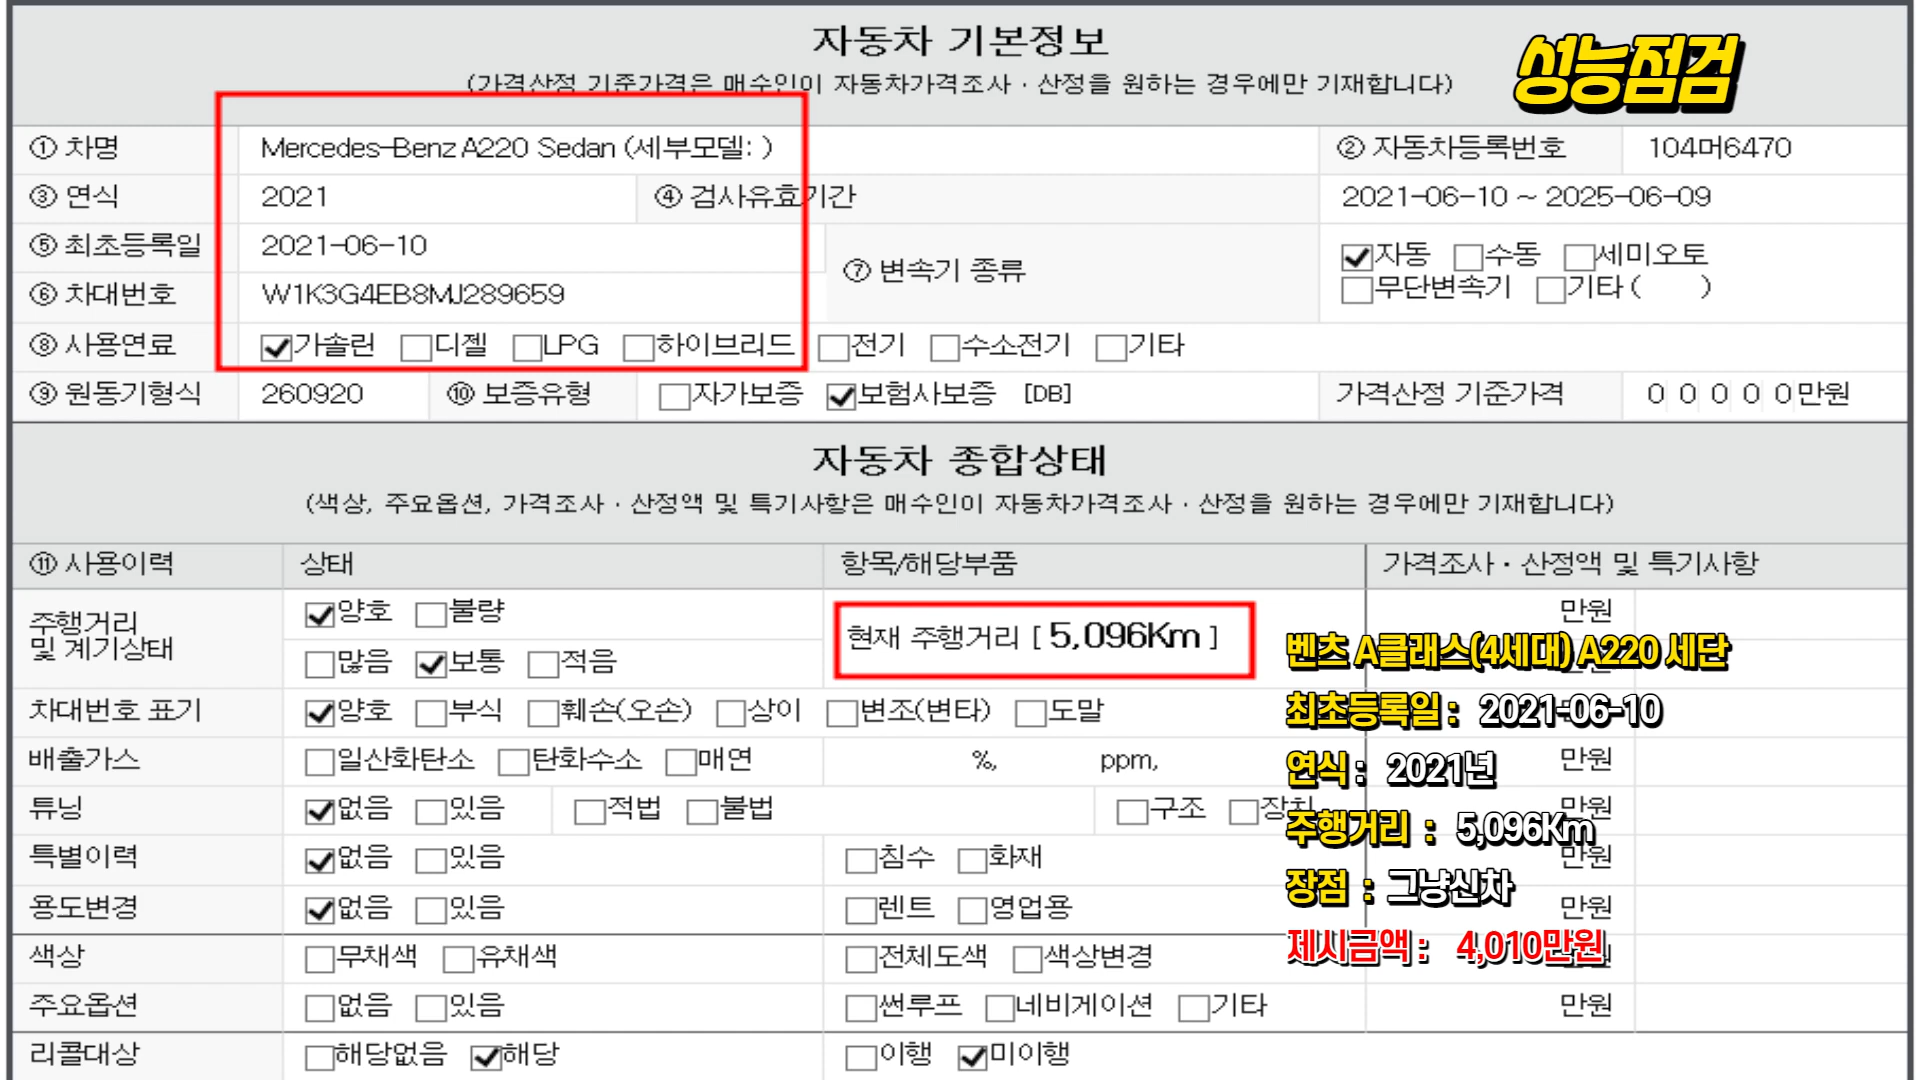 자동차 기본정보
(가격산정 기준가격은 매수인이 자동차가격조사 · 산정을 원하는 경우에만 기재합니다)
성능점검
① 차명 Mercedes-Benz A220 Sedan (세부모델: ) ② 자동차등록번호 104머6470
③ 연식 2021 ④ 검사유효기간 2021-06-10 ~ 2025-06-09
⑤ 최초등록일 2021-06-10 ⑦ 변속기 종류 자동 수동 세미오토
⑥ 차대번호 W1K3G4EB8MJ289659 무단변속기 기타 ( )
⑧ 사용연료 가솔린 디젤 LPG 하이브리드 전기 수소전기 기타
⑨ 원동기형식 260920 ⑩ 보증유형 자가보증 보험사보증 [DB] 가격산정 기준가격 0 0 0 0 0만원
자동차 종합상태
(색상, 주요옵션, 가격조사 · 산정액 및 특기사항은 매수인이 자동차가격조사 · 산정을 원하는 경우에만 기재합니다)
⑪ 사용이력 상태 항목/해당부품 가격조사 · 산정액 및 특기사항
주행거리 및 계기상태 양호 불량 현재 주행거리 [ 5,096Km ] 만원
많음 보통 적음
벤츠 A클래스(4세대) A220 세단
차대번호 표기 양호 부식 훼손(오손) 상이 변조(변타) 도말
최초등록일 : 2021-06-10
배출가스 일산화탄소 탄화수소 매연 %, ppm, 만원
연식 : 2021년
튜닝 없음 있음 적법 불법 구조 장치 만원
주행거리 : 5,096Km
특별이력 없음 있음 침수 화재 만원
장점 : 그냥신차
용도변경 없음 있음 렌트 영업용 만원
제시금액 : 4,010만원
색상 무채색 유채색 전체도색 색상변경
주요옵션 없음 있음 썬루프 네비게이션 기타 만원
리콜대상 해당없음 해당 이행 미이행